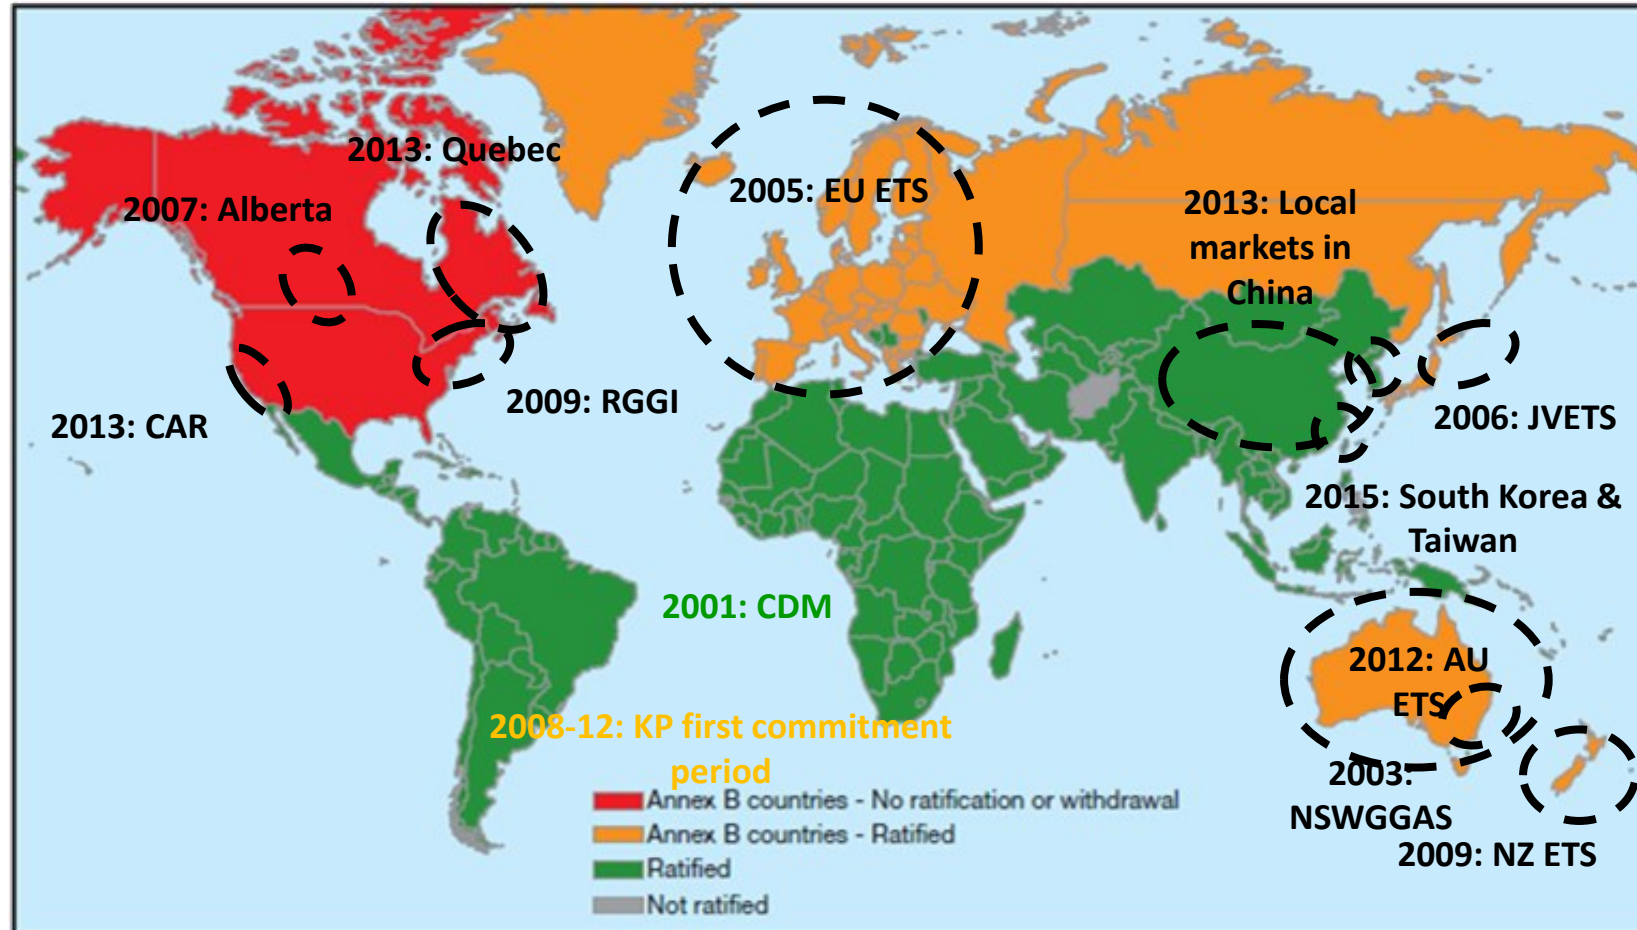 2013: Quebec
2007: Alberta
2005: EU ETS
2013: Local
markets in
China
2009: RGGI
2013: CAR
2006: JVETS
2015: South Korea &
Taiwan
2001: CDM
2012: AU
ETS
2008-12: KP first commitment
period
2003:
NSWGGAS
2009: NZ ETS
Annex B countries - No ratification or withdrawal
Annex B countries - Ratified
Ratified
Not ratified